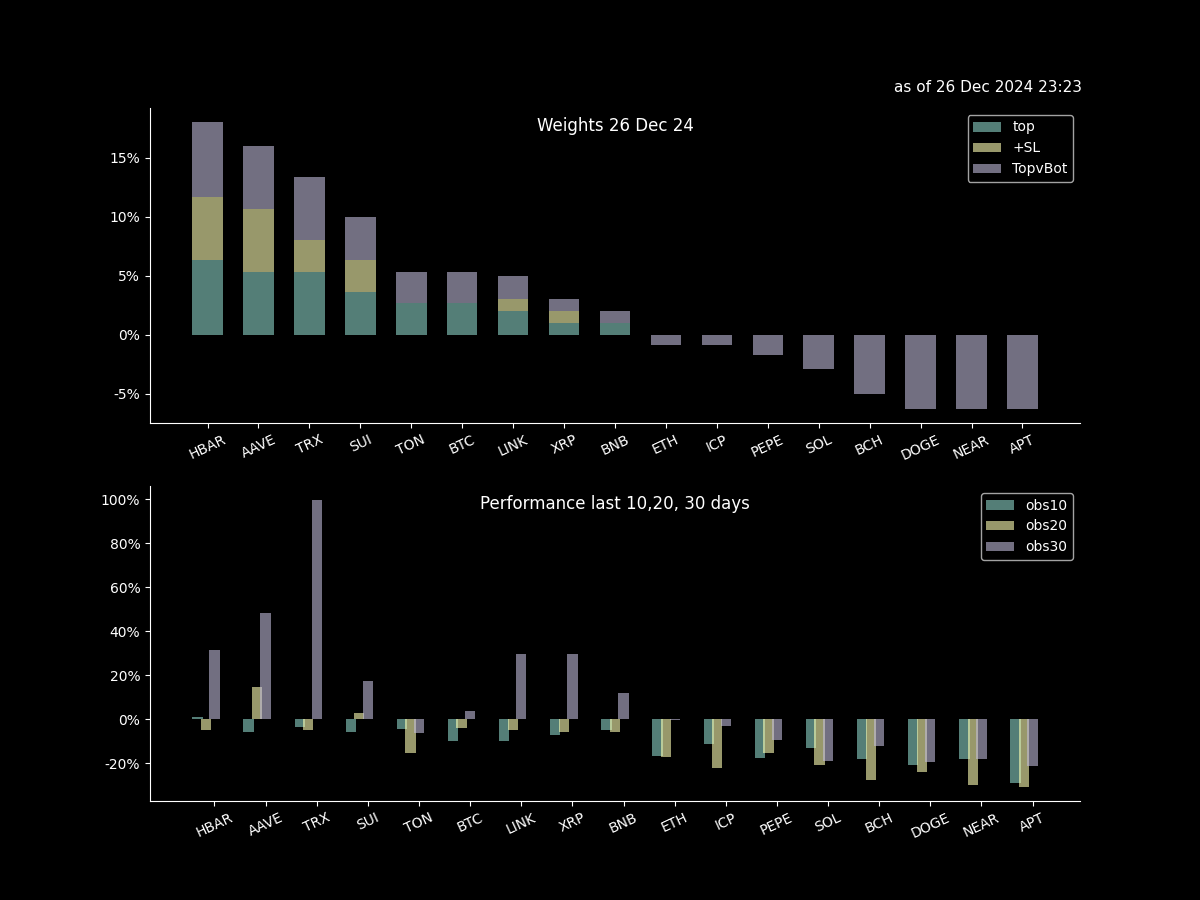 as of 26 Dec 2024 23:23
Weights 26 Dec 24
top
+SL
TopvBot
15%
10%
5%
0%
-5%
HBAR AAVE TRX SUI TON BTC LINK XRP BNB ETH ICP PEPE SOL BCH DOGE NEAR APT
Performance last 10,20, 30 days
obs10
obs20
obs30
100%
80%
60%
40%
20%
0%
-20%
HBAR AAVE TRX SUI TON BTC LINK XRP BNB ETH ICP PEPE SOL BCH DOGE NEAR APT